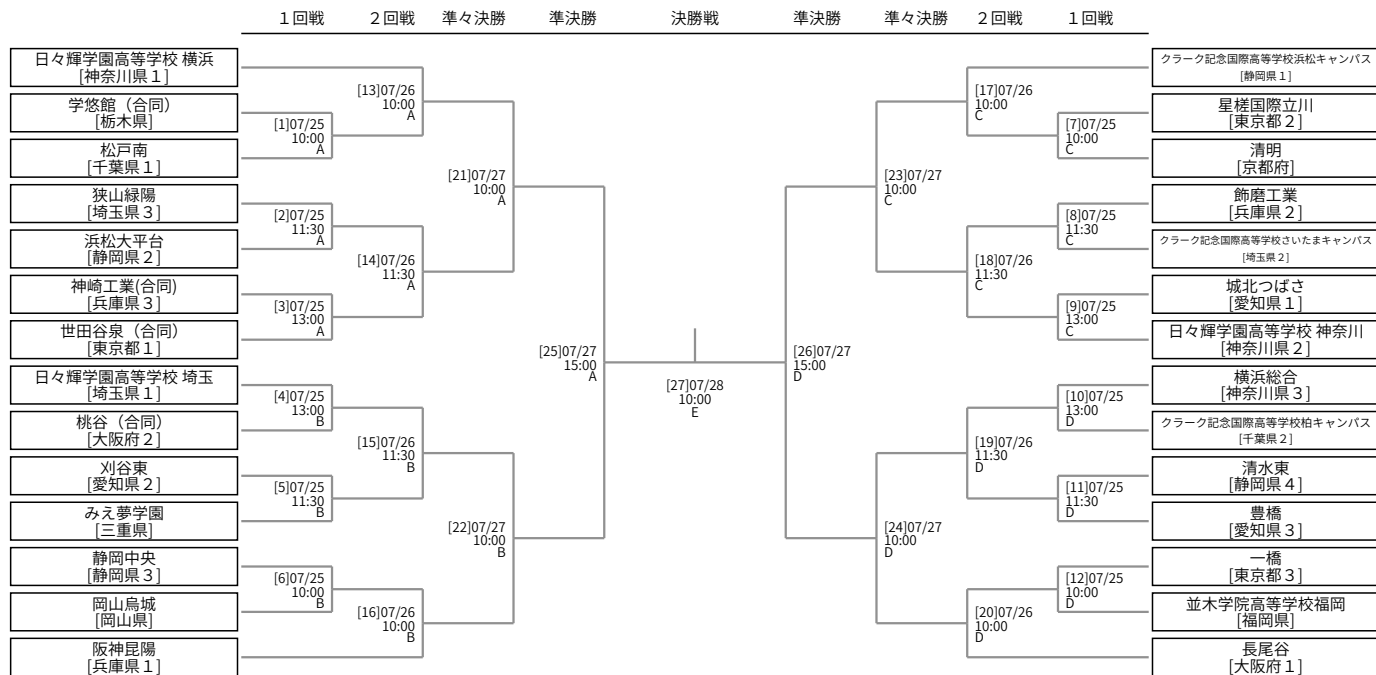 １回戦
２回戦
準々決勝
準決勝
決勝戦
準決勝
準々決勝
２回戦
１回戦
日々輝学園高等学校 横浜
[神奈川県１]
学悠館（合同）
[栃木県]
松戸南
[千葉県１]
狭山緑陽
[埼玉県３]
浜松大平台
[静岡県２]
神崎工業(合同)
[兵庫県３]
世田谷泉（合同）
[東京都１]
日々輝学園高等学校 埼玉
[埼玉県１]
桃谷（合同）
[大阪府２]
刈谷東
[愛知県２]
みえ夢学園
[三重県]
静岡中央
[静岡県３]
岡山烏城
[岡山県]
阪神昆陽
[兵庫県１]
[1]07/25
10:00
A
[2]07/25
11:30
A
[3]07/25
13:00
A
[4]07/25
13:00
B
[5]07/25
11:30
B
[6]07/25
10:00
B
[13]07/26
10:00
A
[14]07/26
11:30
A
[15]07/26
11:30
B
[16]07/26
10:00
B
[21]07/27
10:00
A
[22]07/27
10:00
B
[25]07/27
15:00
A
[27]07/28
10:00
E
[26]07/27
15:00
D
[23]07/27
10:00
C
[24]07/27
10:00
D
[17]07/26
10:00
C
[18]07/26
11:30
C
[19]07/26
11:30
D
[20]07/26
10:00
D
[7]07/25
10:00
C
[8]07/25
11:30
C
[9]07/25
13:00
C
[10]07/25
13:00
D
[11]07/25
11:30
D
[12]07/25
10:00
D
クラーク記念国際高等学校浜松キャンパス
[静岡県１]
星槎国際立川
[東京都２]
清明
[京都府]
飾磨工業
[兵庫県２]
クラーク記念国際高等学校さいたまキャンパス
[埼玉県２]
城北つばさ
[愛知県１]
日々輝学園高等学校 神奈川
[神奈川県２]
横浜総合
[神奈川県３]
クラーク記念国際高等学校柏キャンパス
[千葉県２]
清水東
[静岡県４]
豊橋
[愛知県３]
一橋
[東京都３]
並木学院高等学校福岡
[福岡県]
長尾谷
[大阪府１]